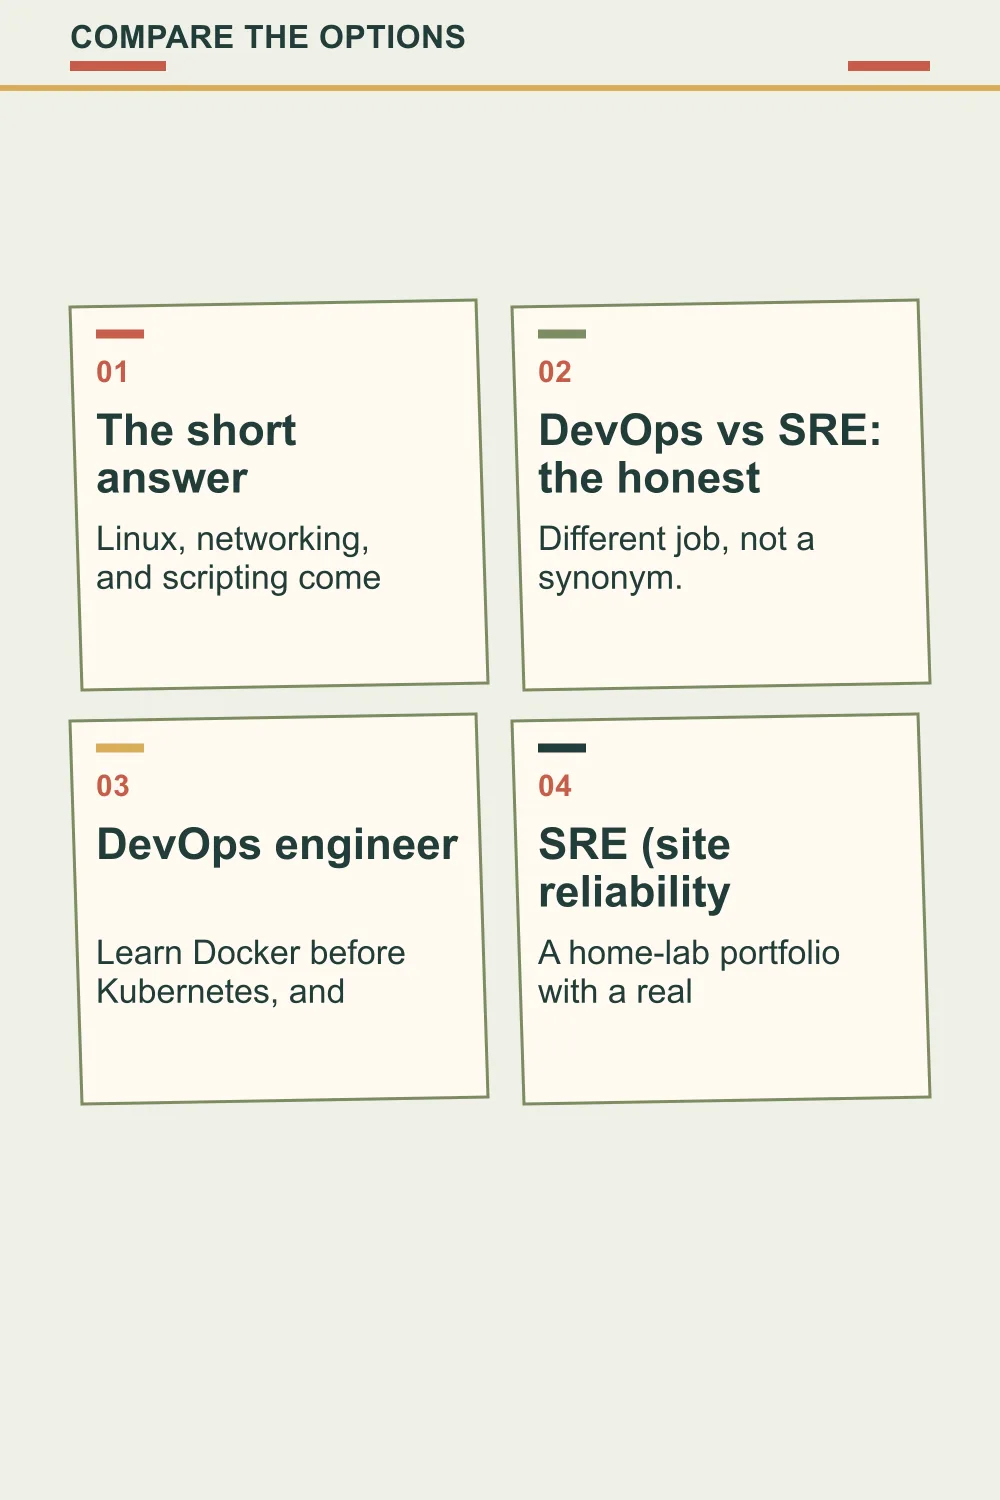 COMPARE THE OPTIONS
01
The short
answer
Linux, networking,
and scripting come
02
DevOps vs SRE:
the honest
Different job, not a
synonym.
03
DevOps engineer
Learn Docker before
Kubernetes, and
04
SRE (site
reliability
A home-lab portfolio
with a real